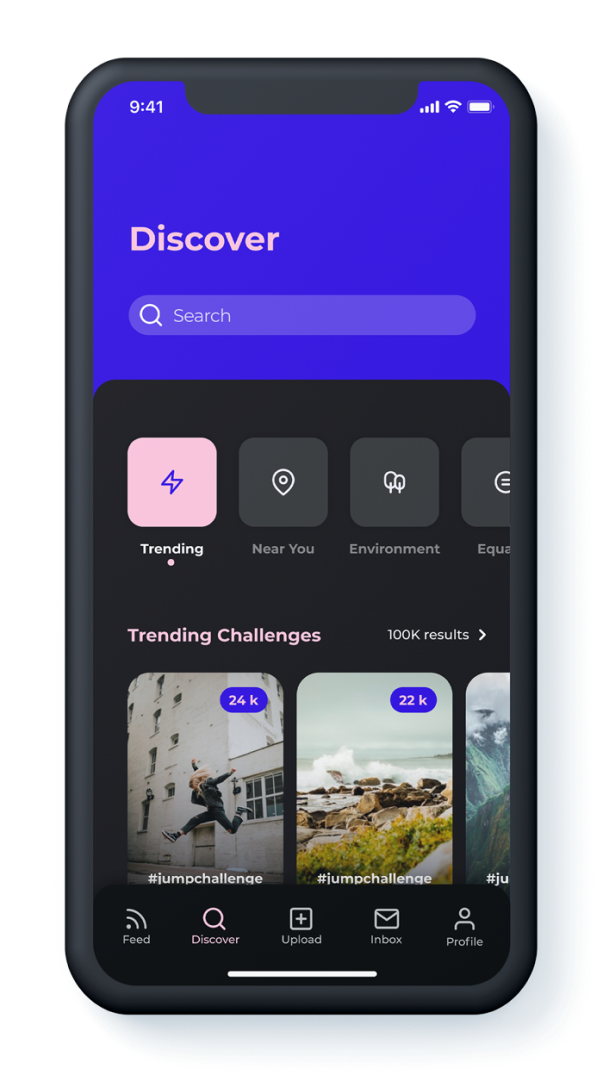 9:41
Discover
Search
Trending
Near You
Environment
Equa
Trending Challenges
100K results
24 k
22 k
#jumpchallenge
#jumpchallenge
#ju
Feed
Discover
Upload
Inbox
Profile